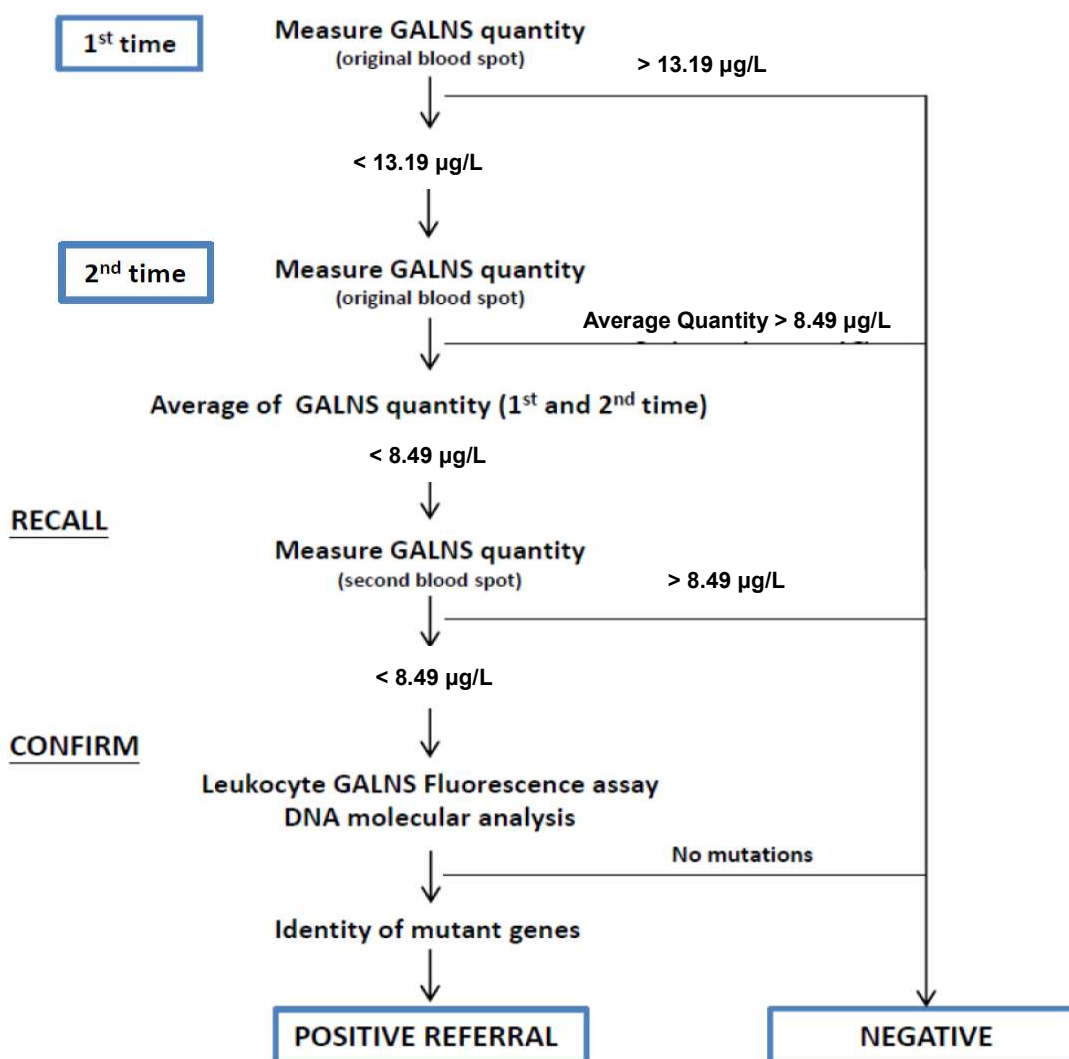 1st time
Measure GALNS quantity
(original blood spot)
> 13.19 µg/L
< 13.19 µg/L
2nd time
Measure GALNS quantity
(original blood spot)
Average Quantity > 8.49 µg/L
Average of GALNS quantity (1st and 2nd time)
< 8.49 µg/L
RECALL
Measure GALNS quantity
(second blood spot)
> 8.49 µg/L
< 8.49 µg/L
CONFIRM
Leukocyte GALNS Fluorescence assay
DNA molecular analysis
No mutations
Identity of mutant genes
POSITIVE REFERRAL
NEGATIVE